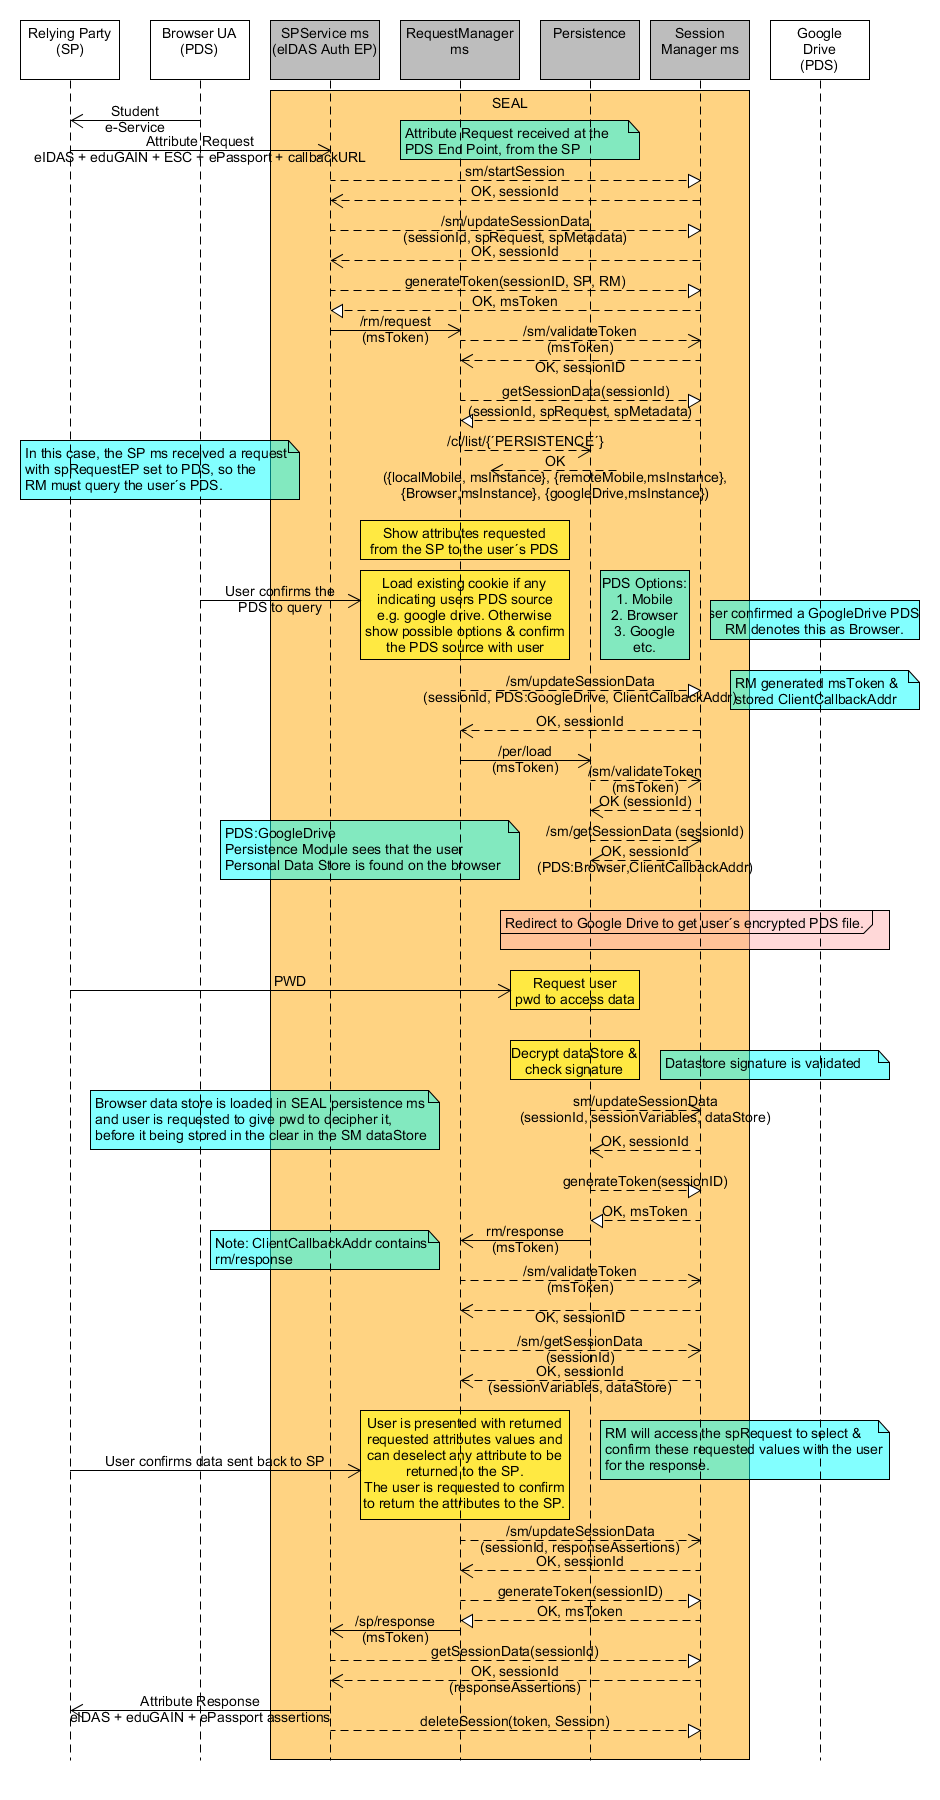 Relying Party
(SP)
Browser UA
(PDS)
SPService ms
(eIDAS Auth EP)
RequestManager
ms
Persistence
Session
Manager ms
Google
Drive
(PDS)
SEAL
Student
e-Service
Attribute Request
eIDAS + eduGAIN + ESC + ePassport + callbackURL
Attribute Request received at the
PDS End Point, from the SP
sm/startSession
OK, sessionId
/sm/updateSessionData
(sessionId, spRequest, spMetadata)
OK, sessionId
generateToken(sessionID, SP, RM)
OK, msToken
/rm/request
(msToken)
/sm/validateToken
(msToken)
OK, sessionID
getSessionData(sessionId)
(sessionId, spRequest, spMetadata)
In this case, the SP ms received a request
with spRequestEP set to PDS, so the
RM must query the user´s PDS.
/cl/list/{´PERSISTENCE´}
OK
({localMobile, msInstance}, {remoteMobile,msInstance},
{Browser,msInstance}, {googleDrive,msInstance})
Show attributes requested
from the SP to the user´s PDS
User confirms the
PDS to query
Load existing cookie if any
indicating users PDS source
e.g. google drive. Otherwise
show possible options & confirm
the PDS source with user
PDS Options:
1. Mobile
2. Browser
3. Google
etc.
ser confirmed a GoogleDrive PDS
RM denotes this as Browser.
/sm/updateSessionData
(sessionId, PDS:GoogleDrive, ClientCallbackAddr)
RM generated msToken &
stored ClientCallbackAddr
OK, sessionId
/per/load
(msToken)
/sm/validateToken
(msToken)
OK (sessionId)
PDS:GoogleDrive
Persistence Module sees that the user
Personal Data Store is found on the browser
/sm/getSessionData (sessionId)
OK, sessionId
(PDS:Browser,ClientCallbackAddr)
Redirect to Google Drive to get user´s encrypted PDS file.
PWD
Request user
pwd to access data
Decrypt dataStore &
check signature
Datastore signature is validated
Browser data store is loaded in SEAL persistence ms
and user is requested to give pwd to decipher it,
before it being stored in the clear in the SM dataStore
sm/updateSessionData
(sessionId, sessionVariables, dataStore)
OK, sessionId
generateToken(sessionID)
OK, msToken
Note: ClientCallbackAddr contains
rm/response
rm/response
(msToken)
/sm/validateToken
(msToken)
OK, sessionID
/sm/getSessionData
(sessionId)
OK, sessionId
(sessionVariables, dataStore)
User confirms data sent back to SP
User is presented with returned
requested attributes values and
can deselect any attribute to be
returned to the SP.
The user is requested to confirm
to return the attributes to the SP.
RM will access the spRequest to select &
confirm these requested values with the user
for the response.
/sm/updateSessionData
(sessionId, responseAssertions)
OK, sessionId
generateToken(sessionID)
OK, msToken
/sp/response
(msToken)
getSessionData(sessionId)
OK, sessionId
(responseAssertions)
Attribute Response
eIDAS + eduGAIN + ePassport assertions
deleteSession(token, Session)